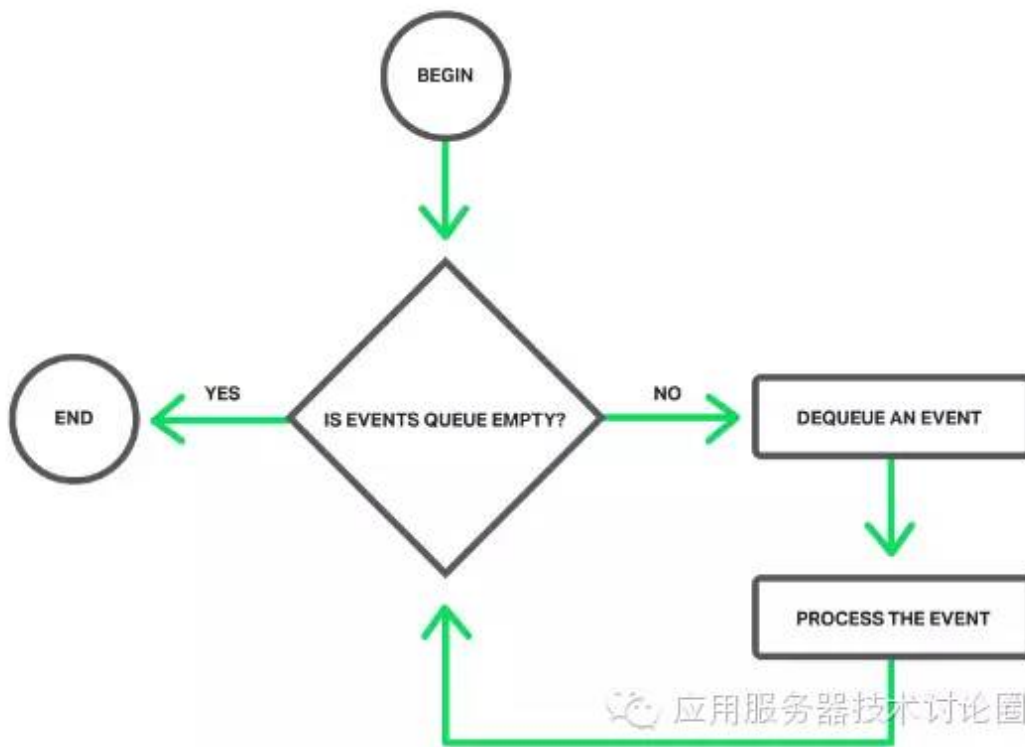 BEGIN
YES
NO
END
IS EVENTS QUEUE EMPTY?
DEQUEUE AN EVENT
PROCESS THE EVENT
应用服务器技术讨论圈